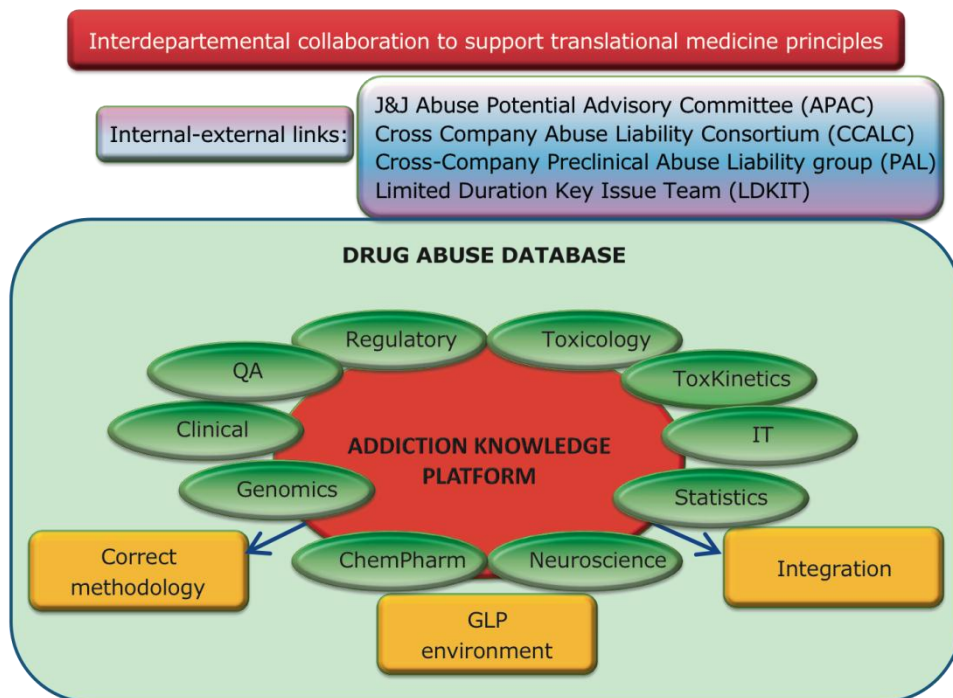 Interdepartemental collaboration to support translational medicine principles
Internal-external links:
J&J Abuse Potential Advisory Committee (APAC)
Cross Company Abuse Liability Consortium (CCALC)
Cross-Company Preclinical Abuse Liability group (PAL)
Limited Duration Key Issue Team (LDKIT)
DRUG ABUSE DATABASE
Regulatory
Toxicology
QA
ToxKinetics
Clinical
IT
ADDICTION KNOWLEDGE
PLATFORM
Genomics
Statistics
ChemPharm
Neuroscience
Correct
methodology
Integration
GLP
environment